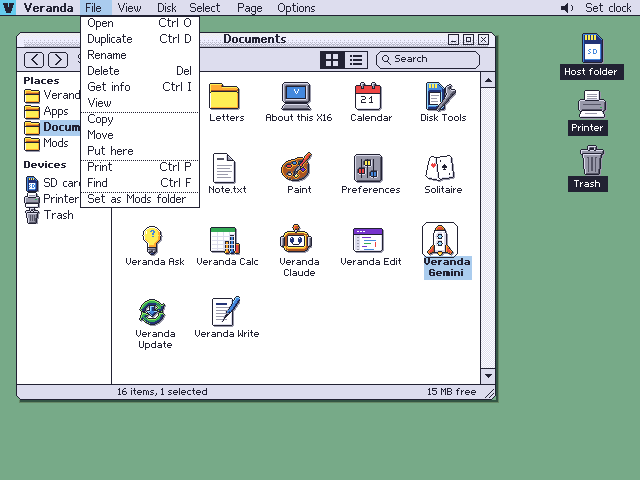 Veranda File View Disk Select Page Options Set clock
Open Ctrl O
Duplicate Ctrl D
Rename
Delete Del
Get info Ctrl I
View
Copy
Move
Put here
Print Ctrl P
Find Ctrl F
Set as Mods folder
Documents
Search
Places
Apps
Mods
Devices
Printer
Trash
Letters
About this X16
21
Calendar
Disk Tools
Note.txt
Paint
Preferences
Solitaire
Veranda Ask
Veranda Calc
Veranda
Claude
Veranda Edit
Veranda
Gemini
Veranda
Update
Veranda Write
16 items, 1 selected
15 MB free
SD
Host folder
Printer
Trash